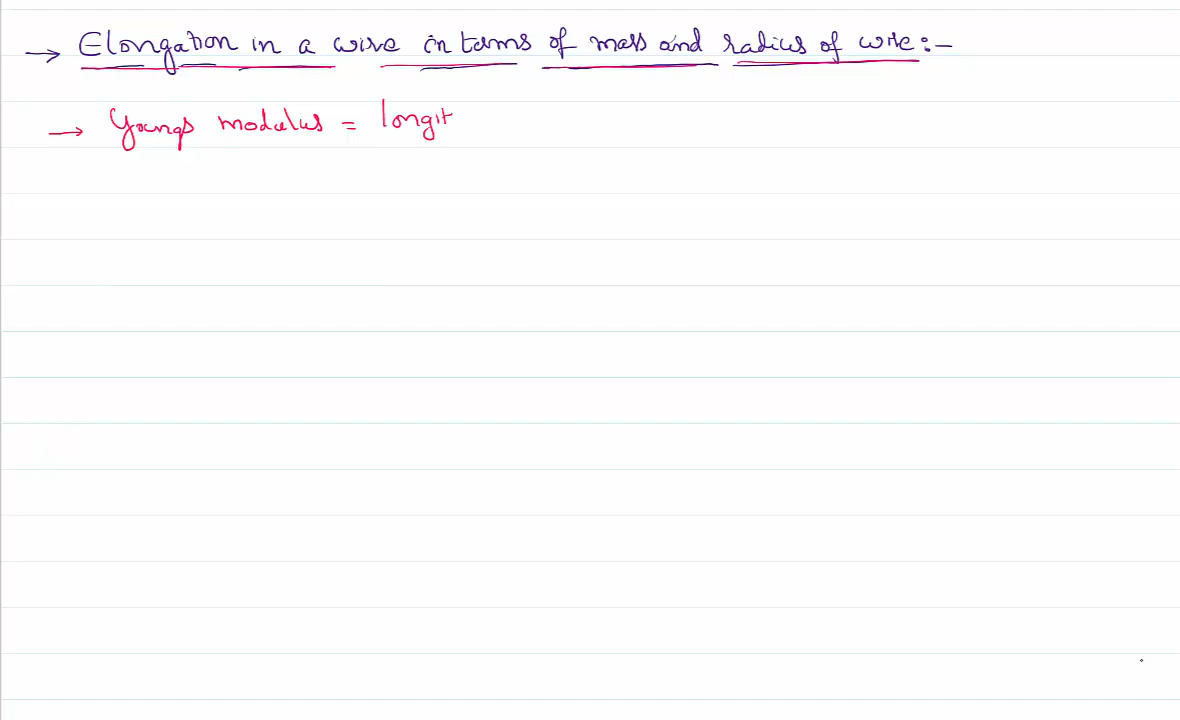 → Elongation in a wire in terms of mass and radius of wire:-
→ Youngs modulus = longit